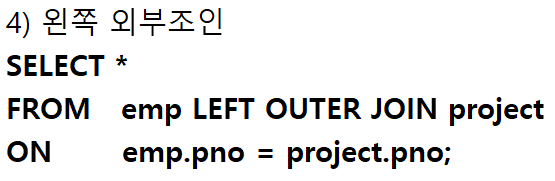 4) 왼쪽 외부조인
SELECT *
FROM emp LEFT OUTER JOIN project
ON emp.pno = project.pno;